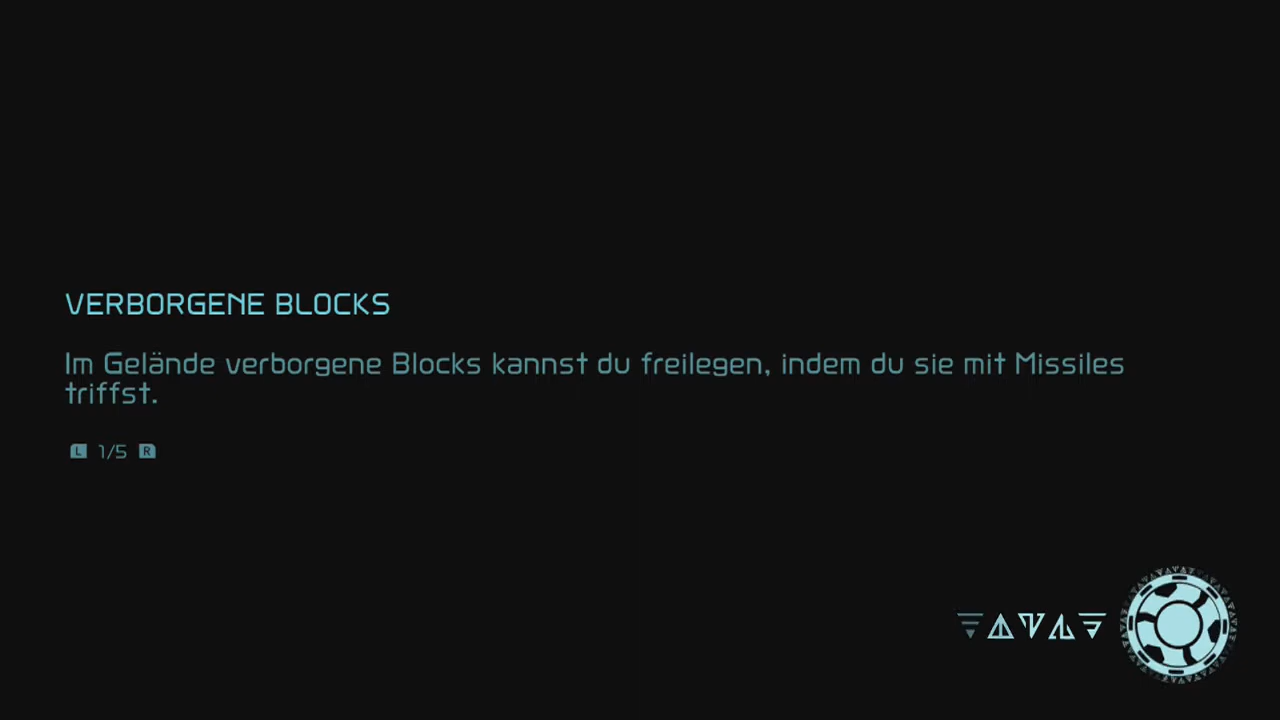 VERBORGENE BLOCKS
Im Gelände verborgene Blocks kannst du freilegen, indem du sie mit Missiles
triffst.
L 1/5 R